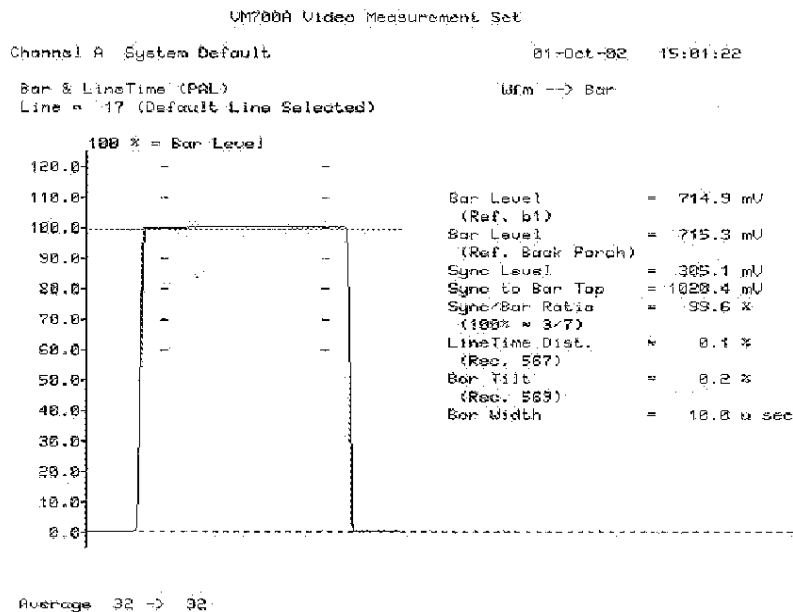 VM700A Video Measurement Set
Channel A System Default 01-Oct-02 15:01:22
Bar & LineTime (PAL) Wfm --> Bar
Line = 17 (Default Line Selected)
100 % = Bar Level
120.0
110.0
100.0
90.0
80.0
70.0
60.0
50.0
40.0
30.0
20.0
10.0
0.0
Bar Level = 714.9 mV
(Ref. b1)
Bar Level = 715.3 mV
(Ref. Back Porch)
Sync Level = 305.1 mV
Sync to Bar Top = 1020.4 mV
Sync/Bar Ratio = 99.6 %
(100% = 3/7)
LineTime Dist. = 0.1 %
(Rec. 567)
Bar Tilt = 0.2 %
(Rec. 569)
Bar Width = 10.0 u sec
Average 32 -> 32